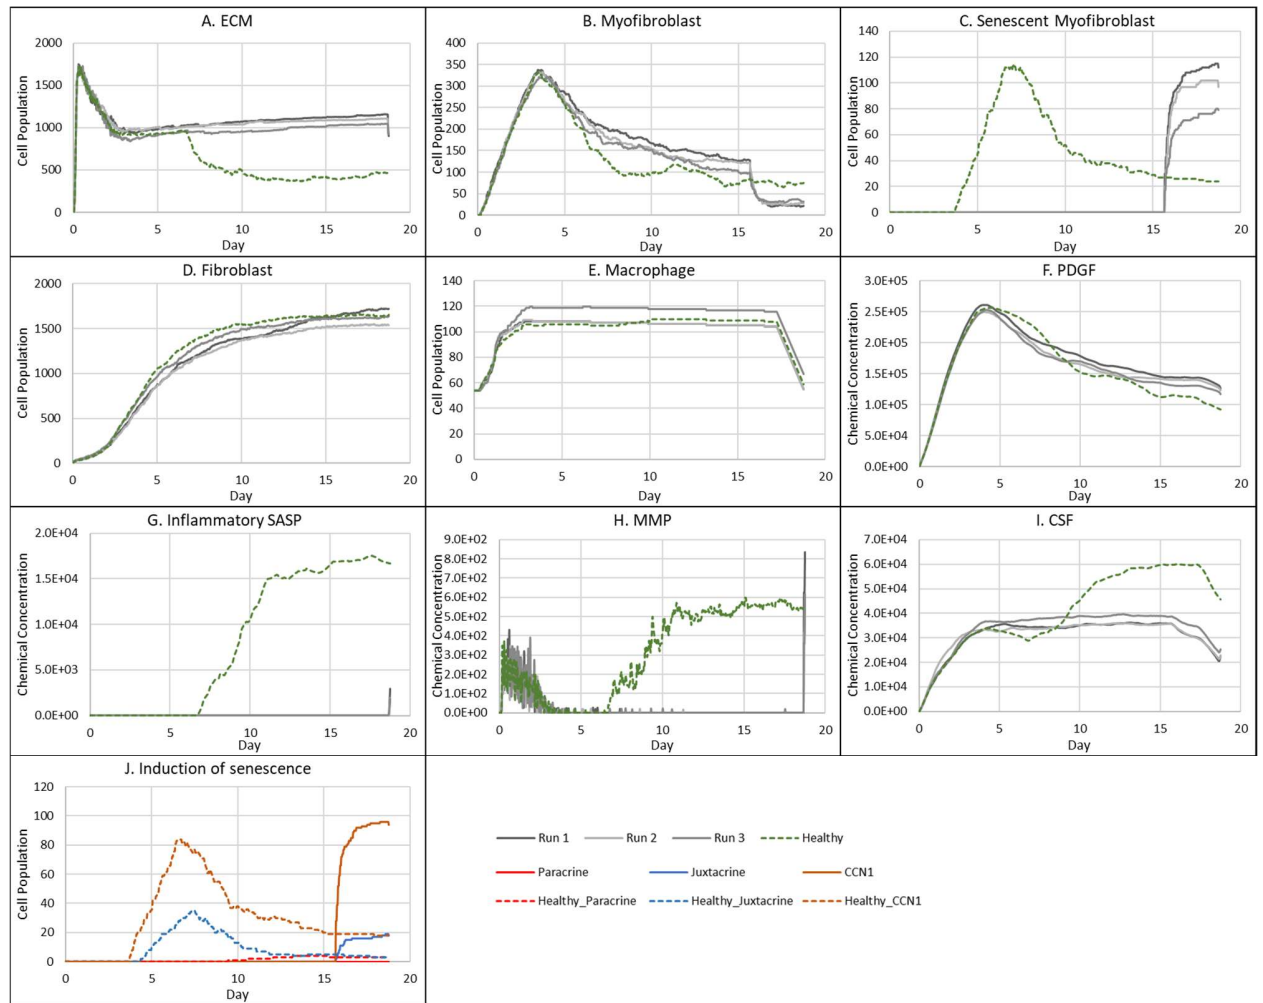 A. ECM
Cell Population
2000
1500
1000
500
0
0 5 10 15 20
Day
B. Myofibroblast
Cell Population
400
350
300
250
200
150
100
50
0
0 5 10 15 20
Day
C. Senescent Myofibroblast
Cell Population
140
120
100
80
60
40
20
0
0 5 10 15 20
Day
D. Fibroblast
Cell Population
2000
1500
1000
500
0
0 5 10 15 20
Day
E. Macrophage
Cell Population
140
120
100
80
60
40
20
0
0 5 10 15 20
Day
F. PDGF
Chemical Concentration
3.0E+05
2.5E+05
2.0E+05
1.5E+05
1.0E+05
5.0E+04
0.0E+00
0 5 10 15 20
Day
G. Inflammatory SASP
Chemical Concentration
2.0E+04
1.5E+04
1.0E+04
5.0E+03
0.0E+00
0 5 10 15 20
Day
H. MMP
Chemical Concentration
9.0E+02
8.0E+02
7.0E+02
6.0E+02
5.0E+02
4.0E+02
3.0E+02
2.0E+02
1.0E+02
0.0E+00
0 5 10 15 20
Day
I. CSF
Chemical Concentration
7.0E+04
6.0E+04
5.0E+04
4.0E+04
3.0E+04
2.0E+04
1.0E+04
0.0E+00
0 5 10 15 20
Day
J. Induction of senescence
Cell Population
120
100
80
60
40
20
0
0 5 10 15 20
Day
Run 1 Run 2 Run 3 Healthy
Paracrine Juxtacrine CCN1
Healthy_Paracrine Healthy_Juxtacrine Healthy_CCN1